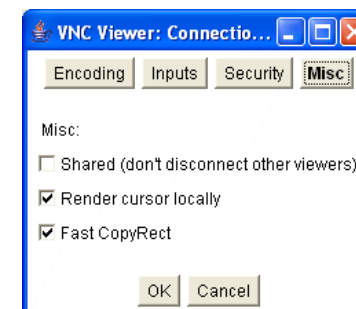 VNC Viewer: Connectio...
Encoding Inputs Security Misc
Misc:
Shared (don't disconnect other viewers)
Render cursor locally
Fast CopyRect
OK Cancel